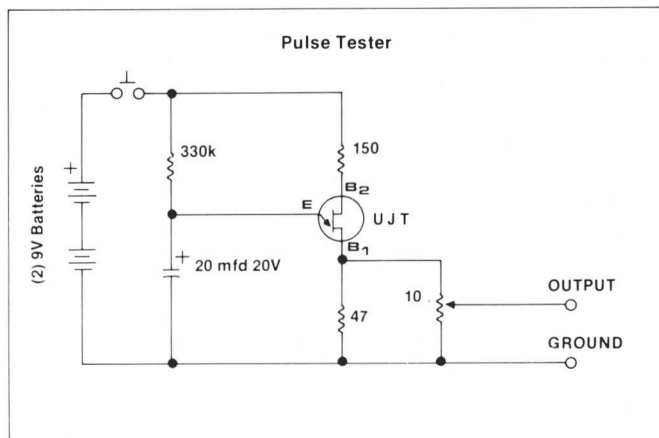 Pulse Tester
330k
150
+
B2
E
UJT
(2) 9V Batteries
+
B1
20 mfd 20V
OUTPUT
10
47
GROUND